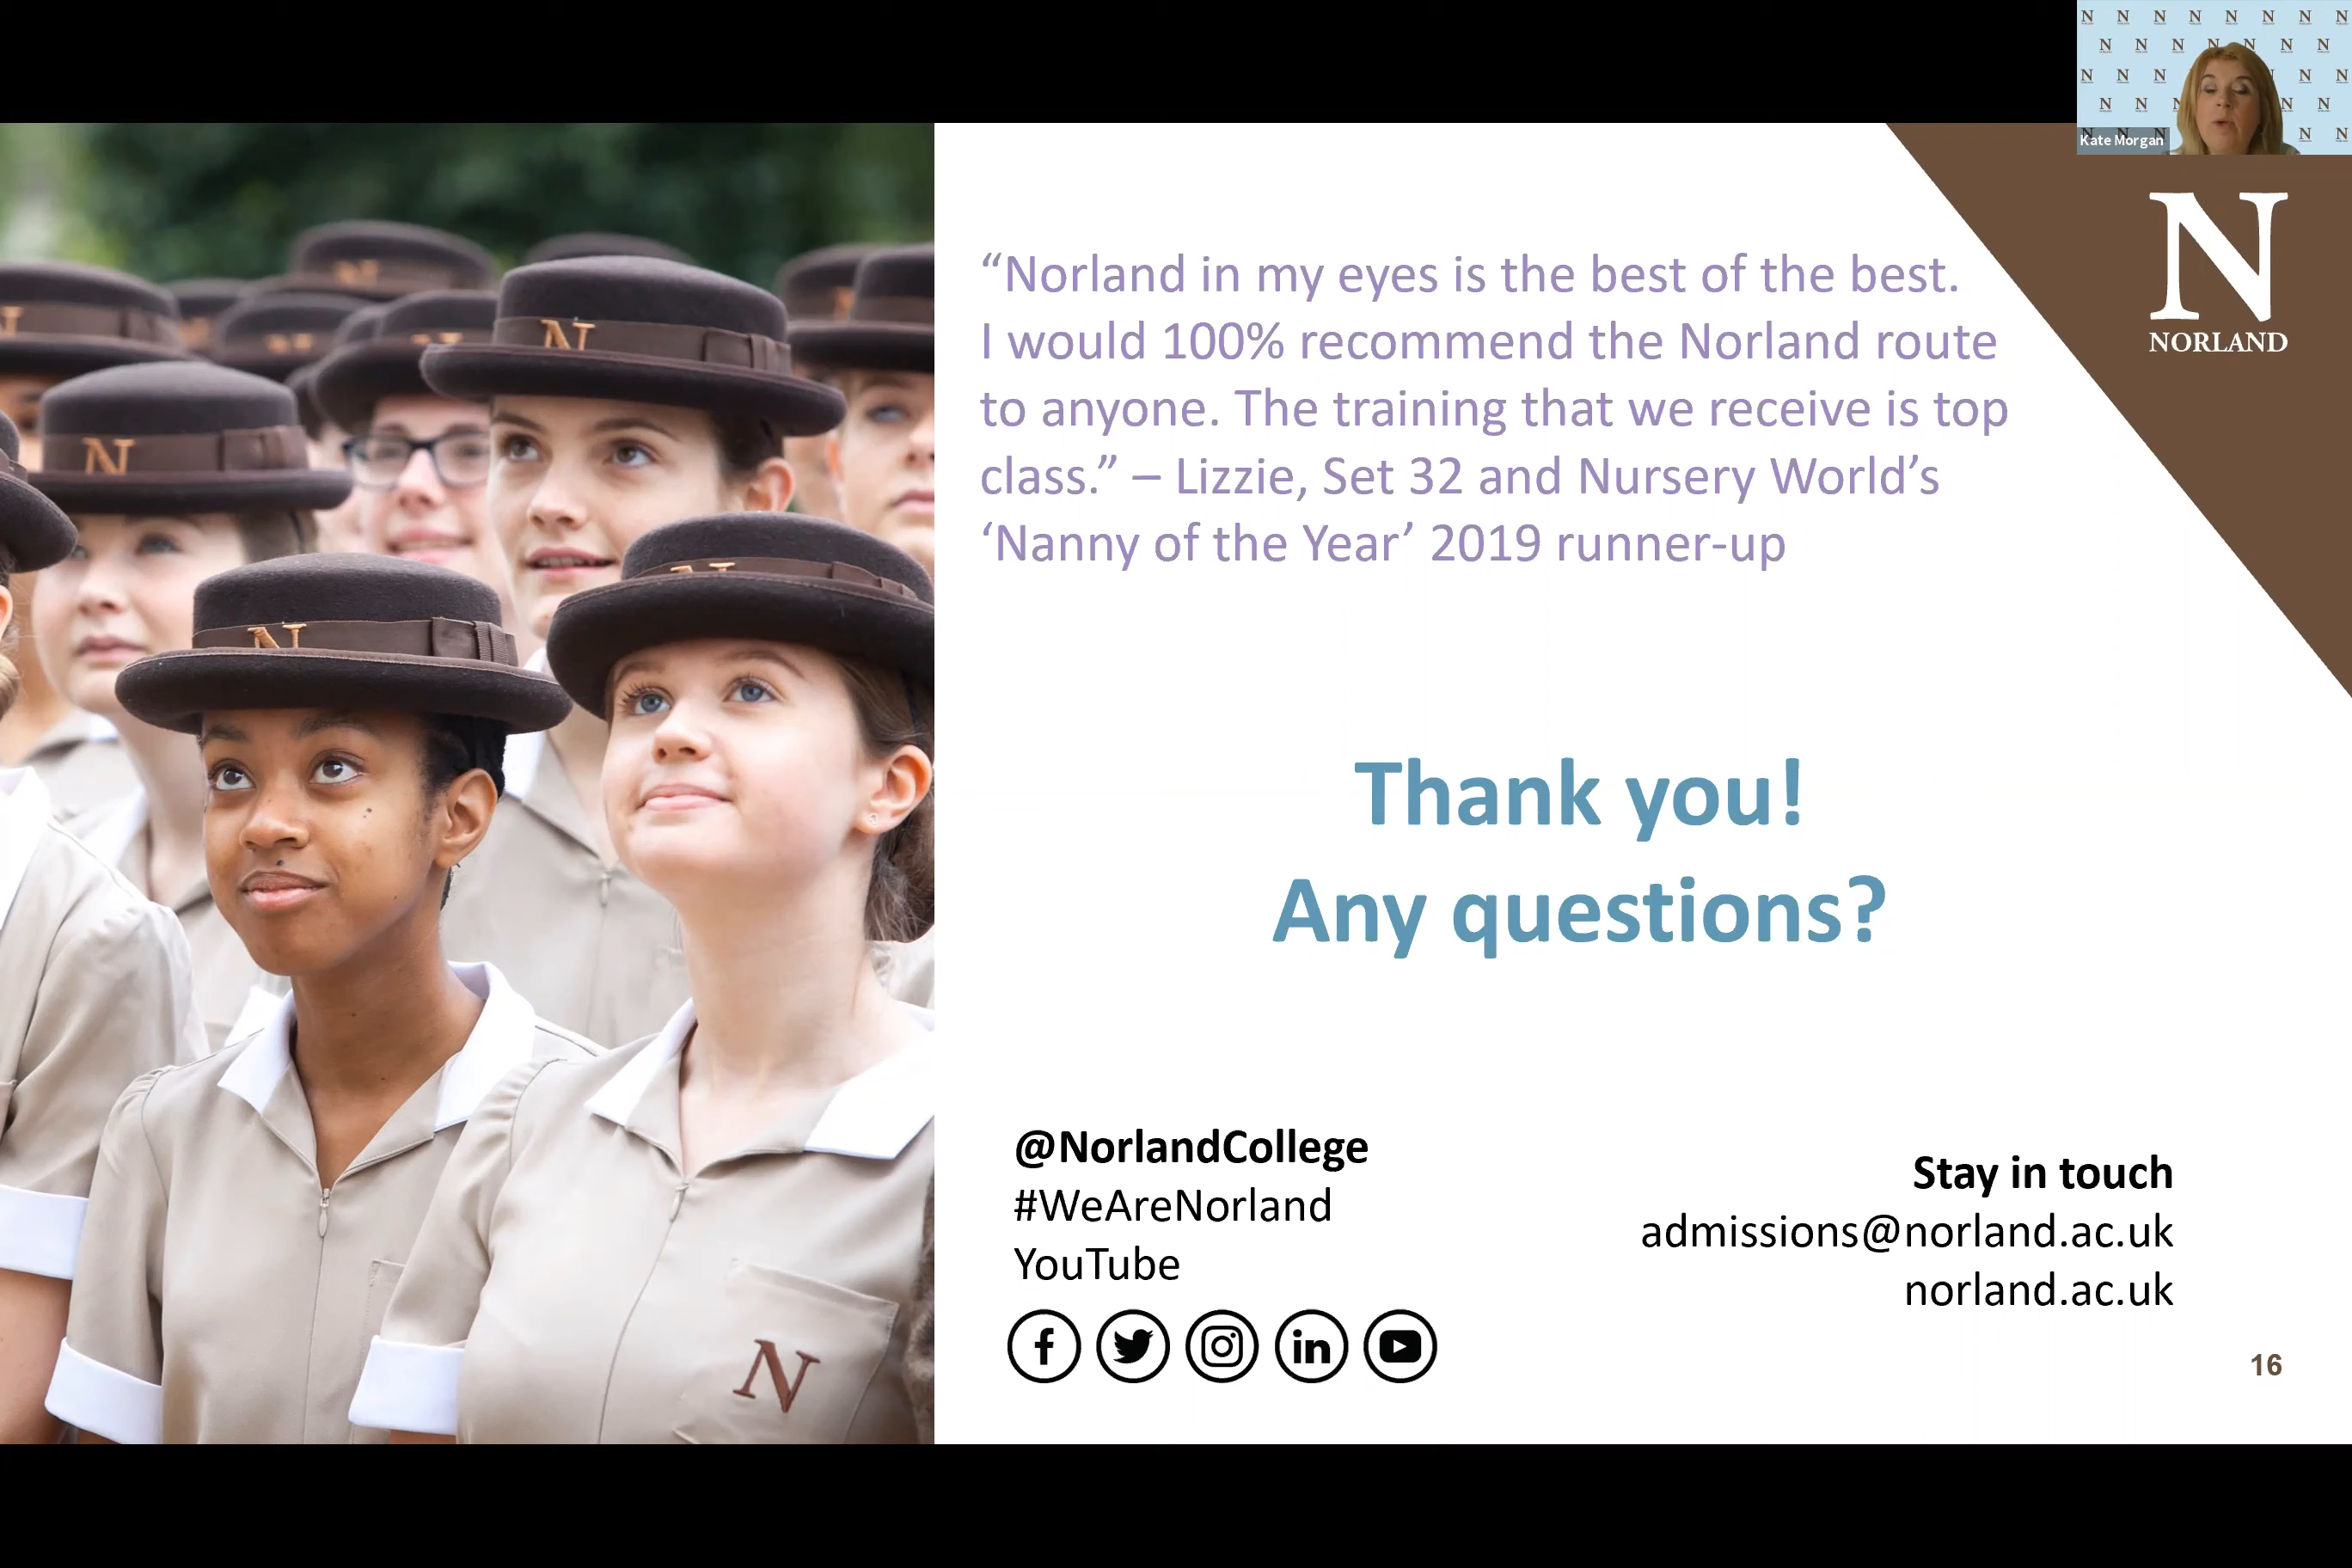 Kate Morgan
N
NORLAND
“Norland in my eyes is the best of the best.
I would 100% recommend the Norland route
to anyone. The training that we receive is top
class.” – Lizzie, Set 32 and Nursery World’s
‘Nanny of the Year’ 2019 runner-up
Thank you!
Any questions?
@NorlandCollege
#WeAreNorland
YouTube
Stay in touch
admissions@norland.ac.uk
norland.ac.uk
16
N
N
N
N